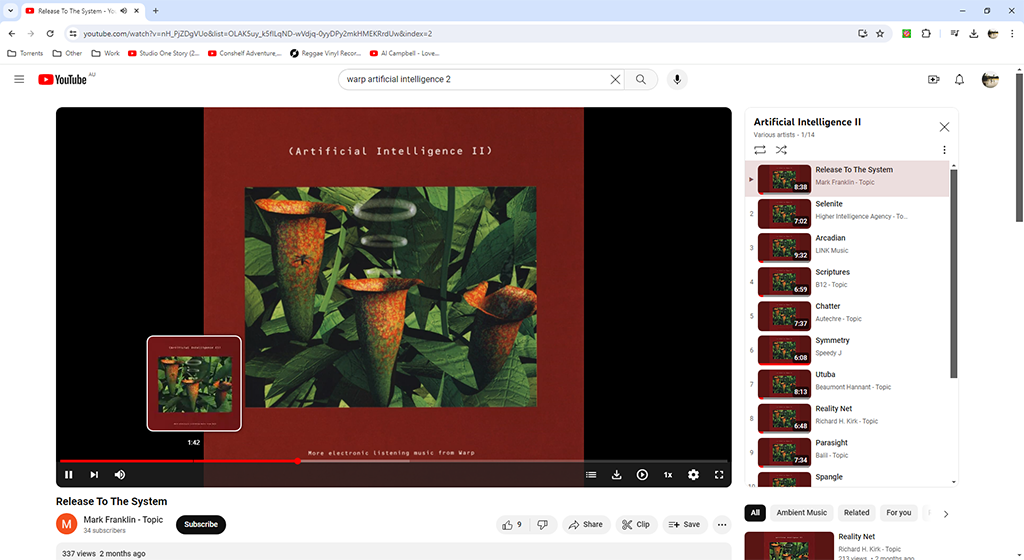 Release To The System - Yo
youtube.com/watch?v=nH_PjZDgVUo&list=OLAK5uy_k5fILqND-wVdjq-0yyDPy2mkHMEKRrdUw&index=2
Torrents
Other
Work
Studio One Story (2...
Conshelf Adventure,...
Reggae Vinyl Recor...
Al Campbell - Love...
YouTube AU
warp artificial intelligence 2
(Artificial Intelligence II)
More electronic listening music from Warp
1:42
1x
Release To The System
M
Mark Franklin - Topic
34 subscribers
Subscribe
9
Share
Clip
Save
337 views 2 months ago
Artificial Intelligence II
Various artists - 1/14
8:38
Release To The System
Mark Franklin - Topic
2
7:02
Selenite
Higher Intelligence Agency - To...
3
9:32
Arcadian
LINK Music
4
6:59
Scriptures
B12 - Topic
5
7:37
Chatter
Autechre - Topic
6
6:08
Symmetry
Speedy J
7
8:13
Utuba
Beaumont Hannant - Topic
8
6:48
Reality Net
Richard H. Kirk - Topic
9
7:34
Parasight
Balil - Topic
10
Spangle
All
Ambient Music
Related
For you
Reality Net
Richard H. Kirk - Topic
213 views • 2 months ago